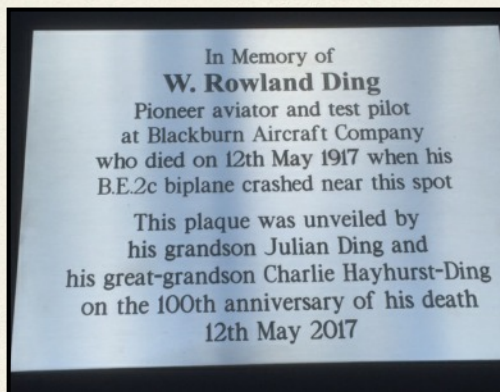 In Memory of
W. Rowland Ding
Pioneer aviator and test pilot
at Blackburn Aircraft Company
who died on 12th May 1917 when his
B.E.2c biplane crashed near this spot
This plaque was unveiled by
his grandson Julian Ding and
his great-grandson Charlie Hayhurst-Ding
on the 100th anniversary of his death
12th May 2017